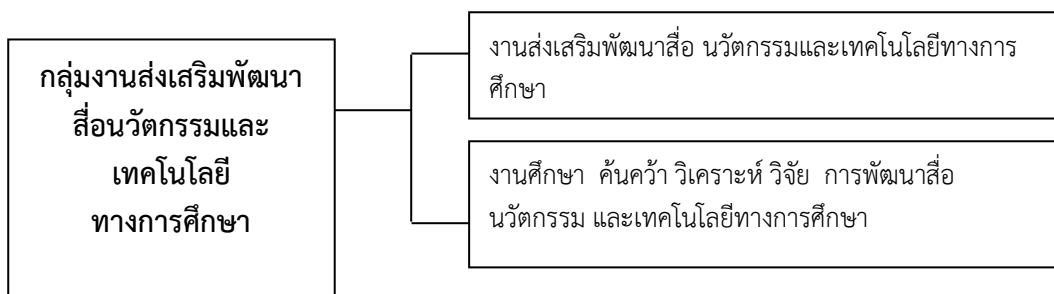 กลุ่มงานส่งเสริมพัฒนา
สื่อนวัตกรรมและ
เทคโนโลยี
ทางการศึกษา
งานส่งเสริมพัฒนาสื่อ นวัตกรรมและเทคโนโลยีทางการ
ศึกษา
งานศึกษา ค้นคว้า วิเคราะห์ วิจัย การพัฒนาสื่อ
นวัตกรรม และเทคโนโลยีทางการศึกษา